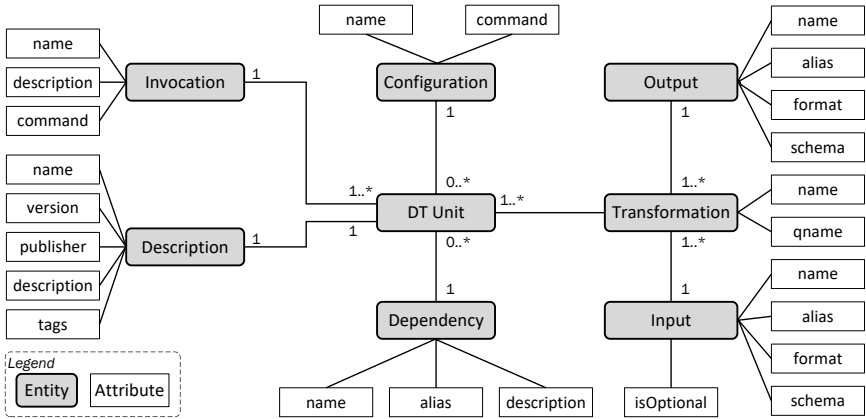 name
description
command
Invocation
1
name
command
Configuration
1
0..*
name
alias
format
schema
Output
1
1..*
name
version
publisher
description
tags
Description
1
1..*
1
DT Unit
1..*
0..*
Transformation
name
qname
1..*
1
Dependency
1
Input
name
alias
format
schema
name
alias
description
isOptional
Legend
Entity
Attribute